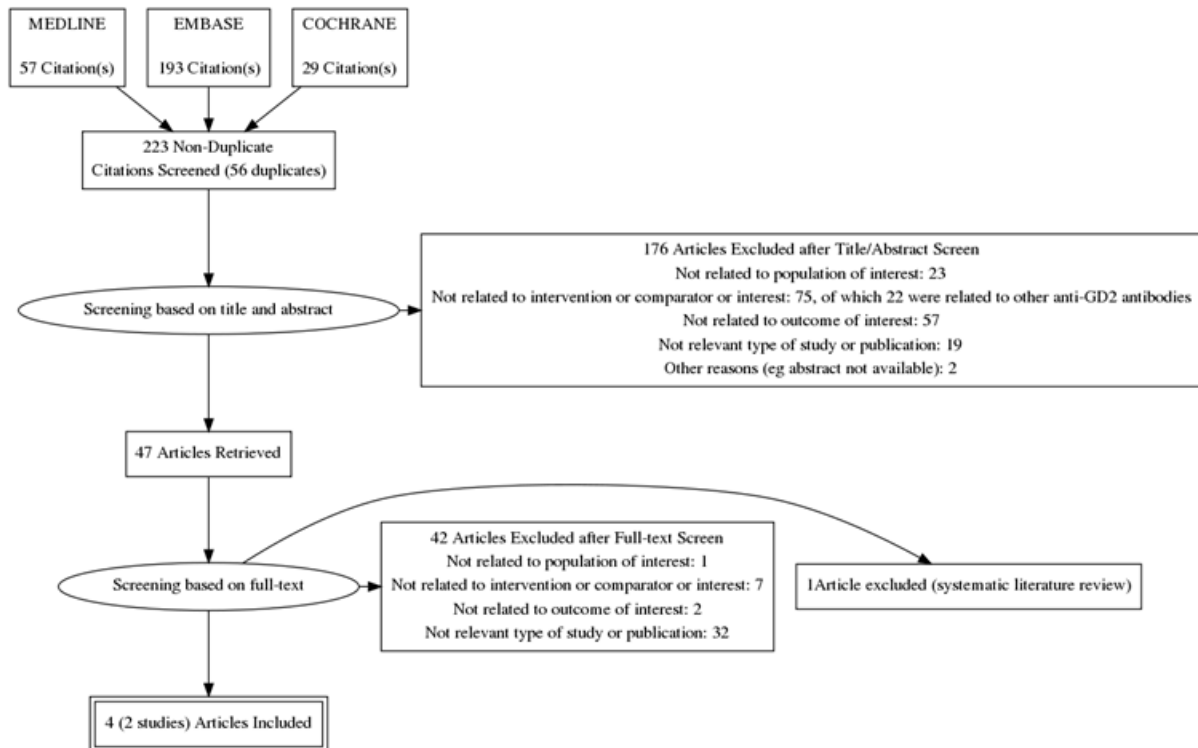 MEDLINE
57 Citation(s)
EMBASE
193 Citation(s)
COCHRANE
29 Citation(s)
223 Non-Duplicate
Citations Screened (56 duplicates)
176 Articles Excluded after Title/Abstract Screen
Not related to population of interest: 23
Not related to intervention or comparator or interest: 75, of which 22 were related to other anti-GD2 antibodies
Not related to outcome of interest: 57
Not relevant type of study or publication: 19
Other reasons (eg abstract not available): 2
Screening based on title and abstract
47 Articles Retrieved
42 Articles Excluded after Full-text Screen
Not related to population of interest: 1
Not related to intervention or comparator or interest: 7
Not related to outcome of interest: 2
Not relevant type of study or publication: 32
Screening based on full-text
1Article excluded (systematic literature review)
4 (2 studies) Articles Included